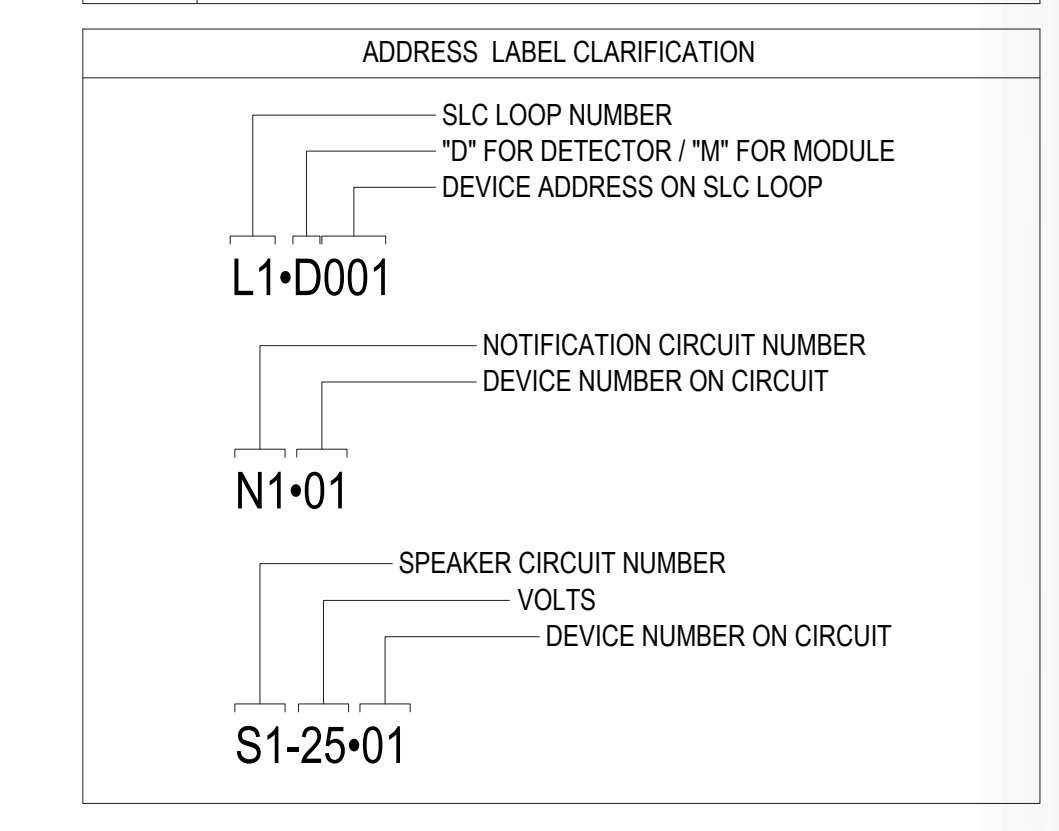 ADDRESS LABEL CLARIFICATION
SLC LOOP NUMBER
"D" FOR DETECTOR / "M" FOR MODULE
DEVICE ADDRESS ON SLC LOOP
L1•D001
NOTIFICATION CIRCUIT NUMBER
DEVICE NUMBER ON CIRCUIT
N1•01
SPEAKER CIRCUIT NUMBER
VOLTS
DEVICE NUMBER ON CIRCUIT
S1-25•01